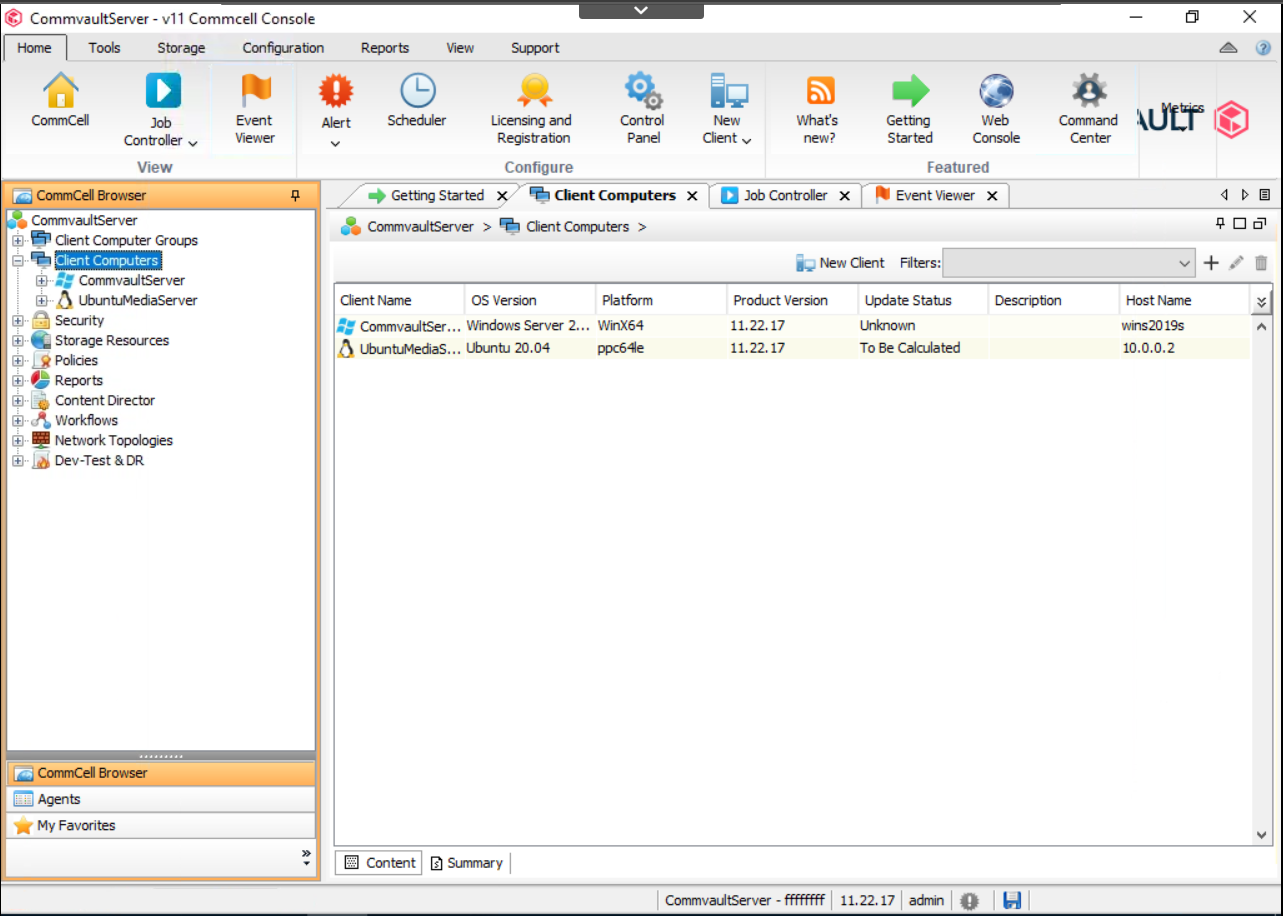 CommvaultServer - v11 Commcell Console
Home Tools Storage Configuration Reports View Support
CommCell
Job Controller
Event Viewer
View
Alert
Scheduler
Licensing and Registration
Control Panel
New Client
Configure
What's new?
Getting Started
Web Console
Command Center
Featured
Metrics
AULT
CommCell Browser
CommvaultServer
Client Computer Groups
Client Computers
CommvaultServer
UbuntuMediaServer
Security
Storage Resources
Policies
Reports
Content Director
Workflows
Network Topologies
Dev-Test & DR
CommCell Browser
Agents
My Favorites
Getting Started Client Computers Job Controller Event Viewer
CommvaultServer > Client Computers >
New Client Filters:
Client Name OS Version Platform Product Version Update Status Description Host Name
CommvaultSer... Windows Server 2... WinX64 11.22.17 Unknown wins2019s
UbuntuMediaS... Ubuntu 20.04 ppc64le 11.22.17 To Be Calculated 10.0.0.2
Content Summary
CommvaultServer - ffffffff 11.22.17 admin